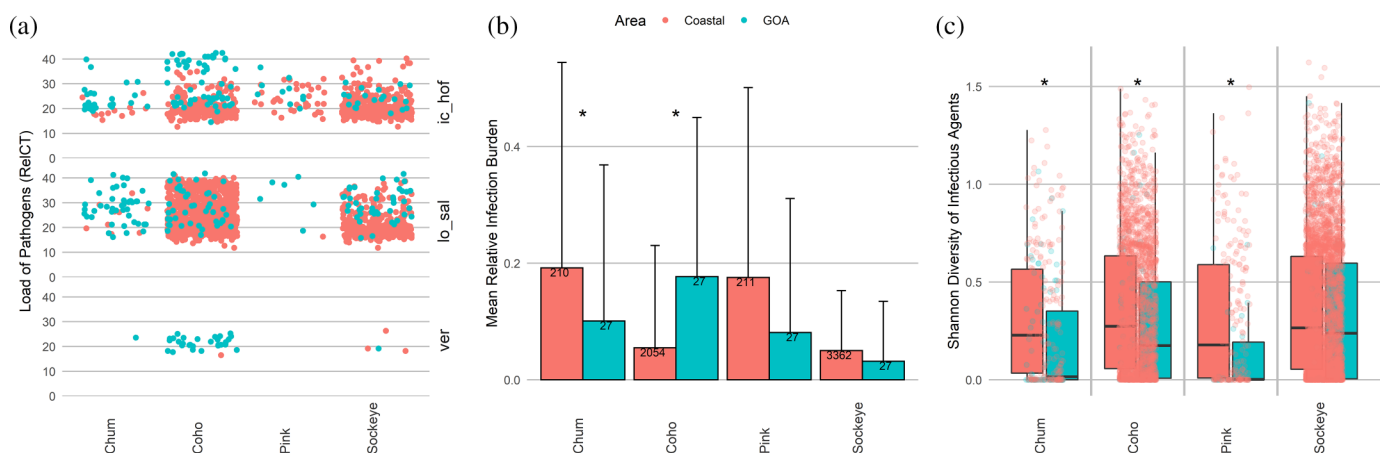 Area Coastal GOA
(a)
Load of Pathogens (RelCT)
40
30
20
10
0
ic_hof
40
30
20
10
0
lo_sal
40
30
20
10
0
ver
Chum Coho Pink Sockeye
(b)
Mean Relative Infection Burden
0.4
0.2
0.0
* *
210 27 2054 27 211 27 3362 27
Chum Coho Pink Sockeye
(c)
Shannon Diversity of Infectious Agents
1.5
1.0
0.5
0.0
* * *
Chum Coho Pink Sockeye